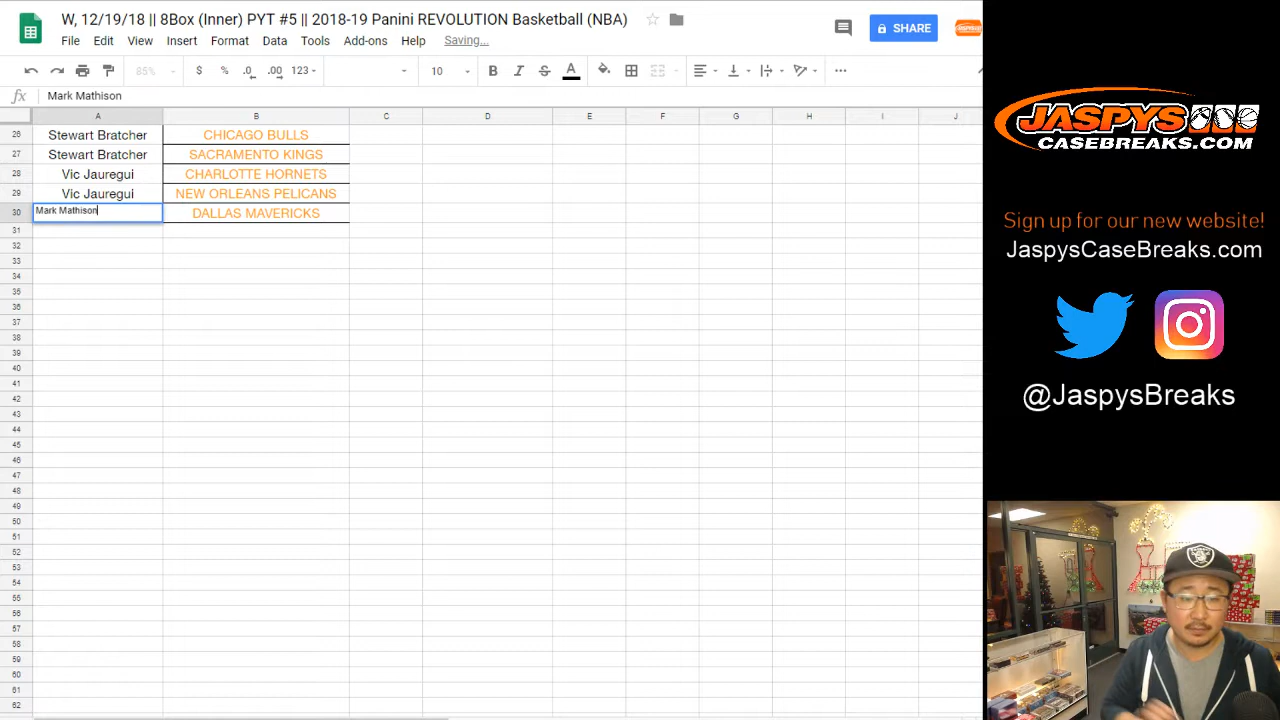 W, 12/19/18 || 8Box (Inner) PYT #5 || 2018-19 Panini REVOLUTION Basketball (NBA)
File Edit View Insert Format Tools Add-ons Help Saving...
SHARE
85% $ % .0 .00 123 10 B I S A
fx Mark Mathison
A B C D E F G H I J
26 Stewart Bratcher CHICAGO BULLS
27 Stewart Bratcher SACRAMENTO KINGS
28 Vic Jauregui CHARLOTTE HORNETS
29 Vic Jauregui NEW ORLEANS PELICANS
30 Mark Mathison DALLAS MAVERICKS
31
32
33
34
35
36
37
38
39
40
41
42
43
44
45
46
47
48
49
50
51
52
53
54
55
56
57
58
59
60
61
62
JASPYS
CASEBREAKS.COM
Sign up for our new website!
JaspysCaseBreaks.com
@JaspysBreaks